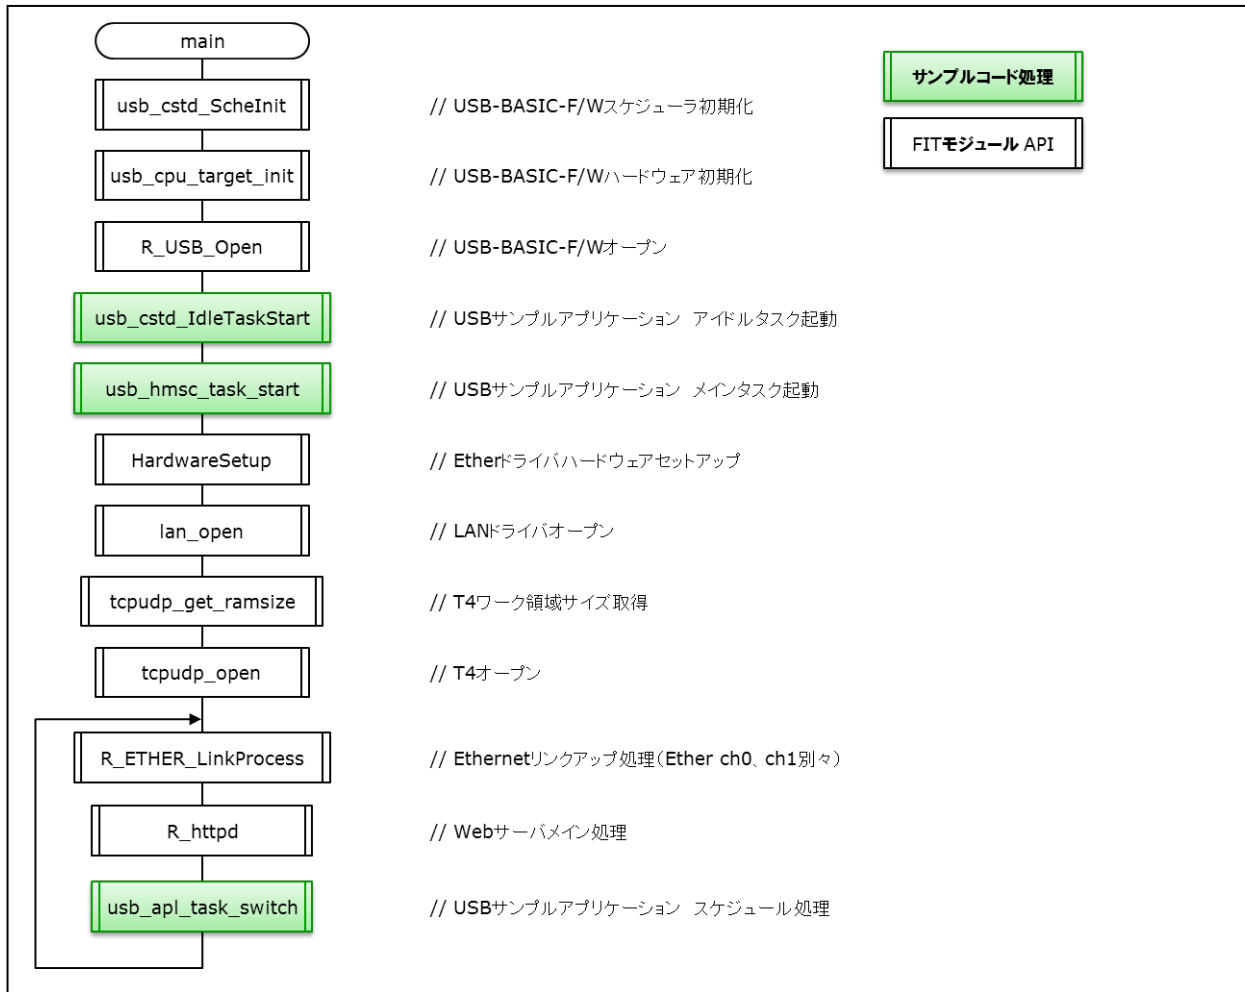 main
サンプルコード処理
usb_cstd_ScheInit // USB-BASIC-F/Wスケジューラ初期化
FITモジュール API
usb_cpu_target_init // USB-BASIC-F/Wハードウェア初期化
R_USB_Open // USB-BASIC-F/Wオープン
usb_cstd_IdleTaskStart // USBサンプルアプリケーション アイドルタスク起動
usb_hmsc_task_start // USBサンプルアプリケーション メインタスク起動
HardwareSetup // Etherドライバハードウェアセットアップ
lan_open // LANドライバオープン
tcpudp_get_ramsize // T4ワーク領域サイズ取得
tcpudp_open // T4オープン
R_ETHER_LinkProcess // Ethernetリンクアップ処理(Ether ch0、ch1別々)
R_httpd // Webサーバメイン処理
usb_apl_task_switch // USBサンプルアプリケーション スケジュール処理